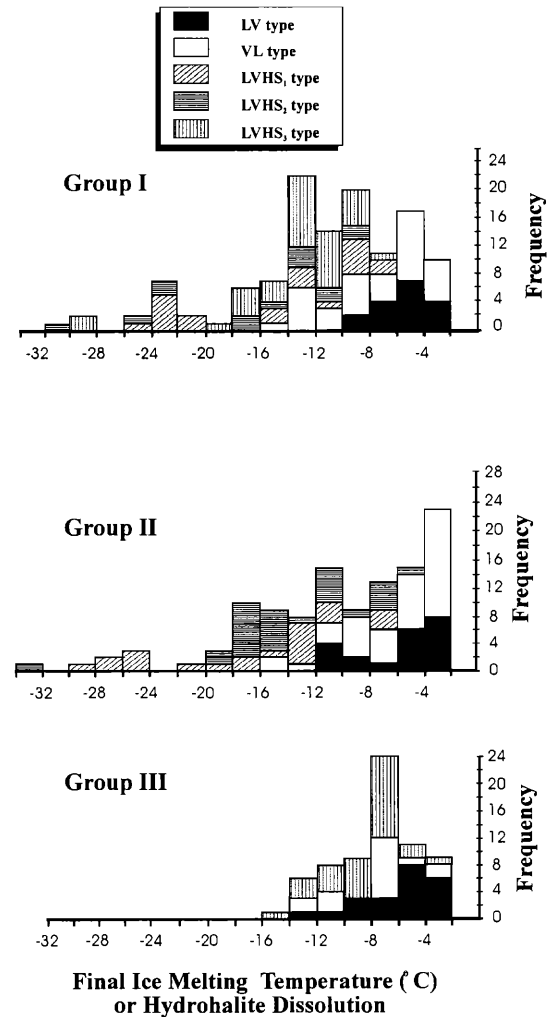 LV type
VL type
LVHS₁ type
LVHS₂ type
LVHS₃ type
Group I
24
20
16
12
8
4
0
Frequency
-32 -28 -24 -20 -16 -12 -8 -4
Group II
28
24
20
16
12
8
4
0
Frequency
-32 -28 -24 -20 -16 -12 -8 -4
Group III
24
20
16
12
8
4
0
Frequency
-32 -28 -24 -20 -16 -12 -8 -4
Final Ice Melting Temperature (° C)
or Hydrohalite Dissolution